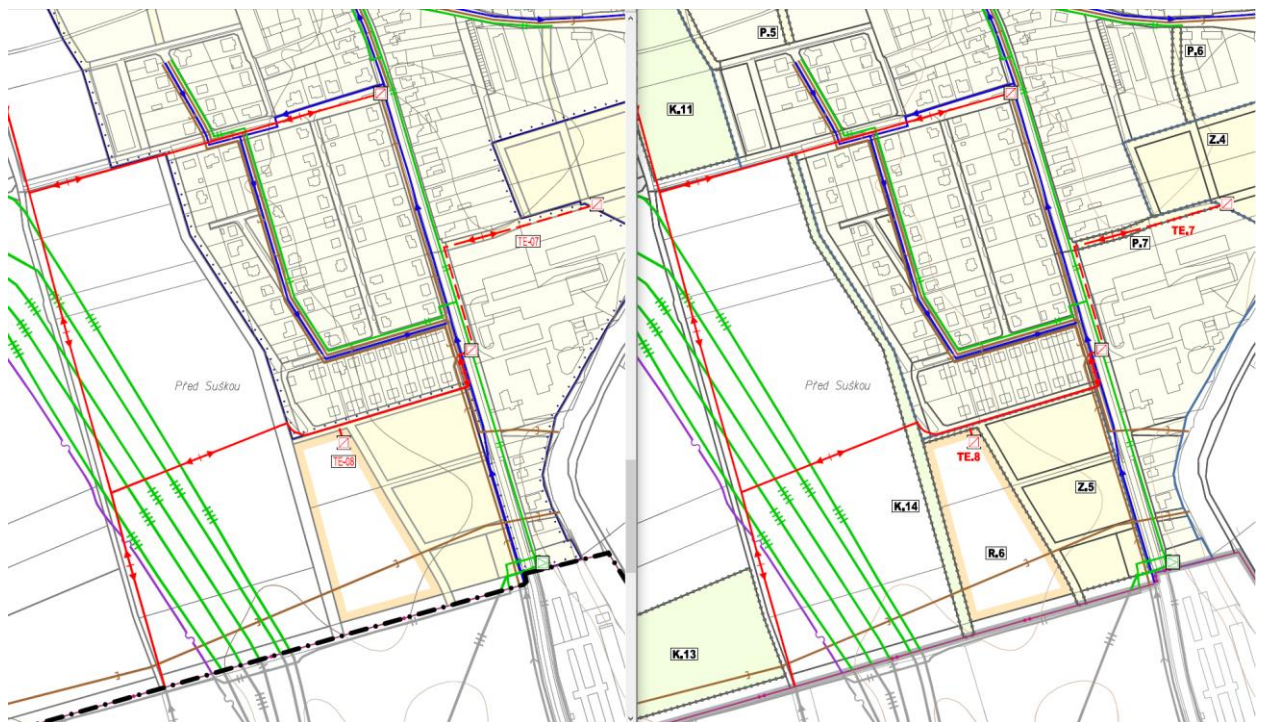 TE-07
Před Suškou
TE-08
P.5
P.6
K.11
Z.4
TE.7
P.7
Před Suškou
TE.8
Z.5
K.14
R.6
K.13